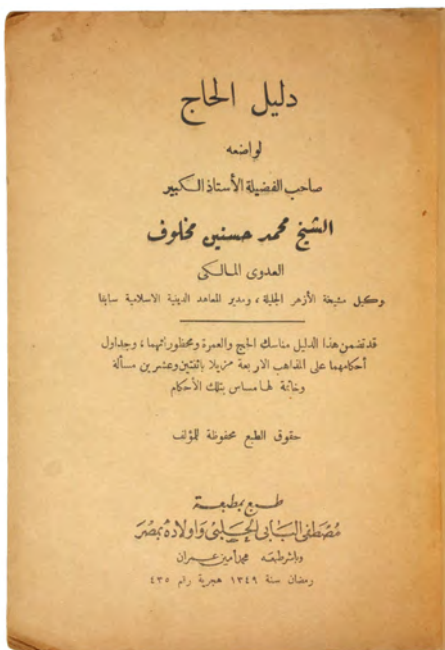 دليل الحاج
لواضعه
صاحب الفضيلة الأستاذ الكبير
الشيخ محمد حسنين مخلوف
العدوى المالكى
وكيل مشيخة الأزهر الجليلة ، ومدير المعاهد الدينية الاسلامية سابقا
قد تضمن هذا الدليل مناسك الحج والعمرة ومحظوراتهما ، وجداول
أحكامهما على المذاهب الاربعة مزيلا باثنتين وعشرين مسألة
وخاتمة لها مساس بتلك الأحكام
حقوق الطبع محفوظة للمؤلف
طبع بمطبعة
مصطفى البابى الحلبى وأولاده بمصر
وباشر طبعه محمد أمين عمران
رمضان سنة ١٣٤٩ هجرية رقم ٤٣٥